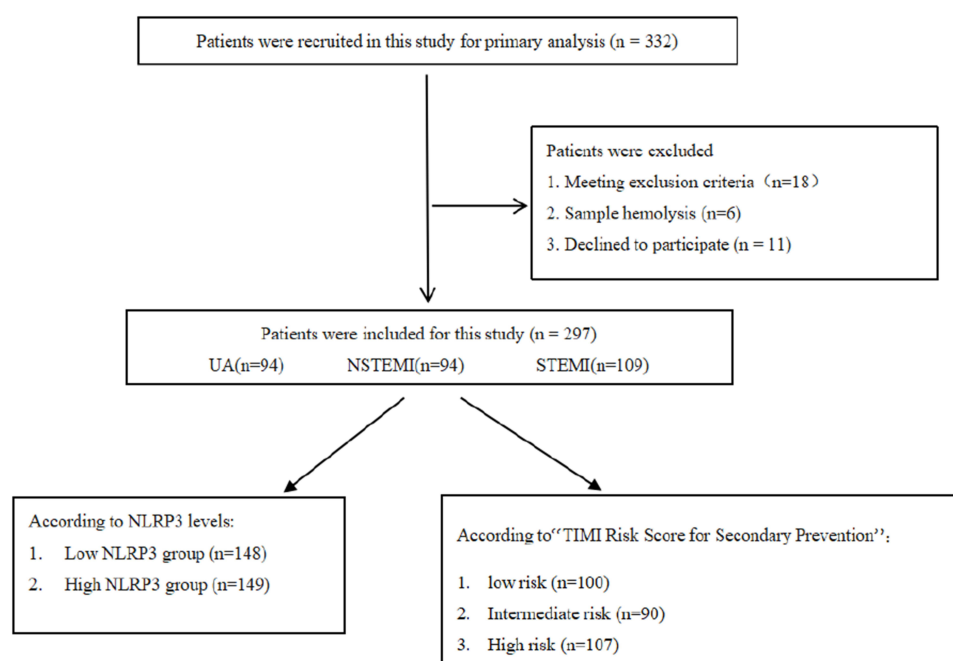 Patients were recruited in this study for primary analysis (n = 332)
Patients were excluded
1. Meeting exclusion criteria（n=18）
2. Sample hemolysis (n=6)
3. Declined to participate (n = 11)
Patients were included for this study (n = 297)
UA(n=94) NSTEMI(n=94) STEMI(n=109)
According to NLRP3 levels:
1. Low NLRP3 group (n=148)
2. High NLRP3 group (n=149)
According to“TIMI Risk Score for Secondary Prevention”:
1. low risk (n=100)
2. Intermediate risk (n=90)
3. High risk (n=107)